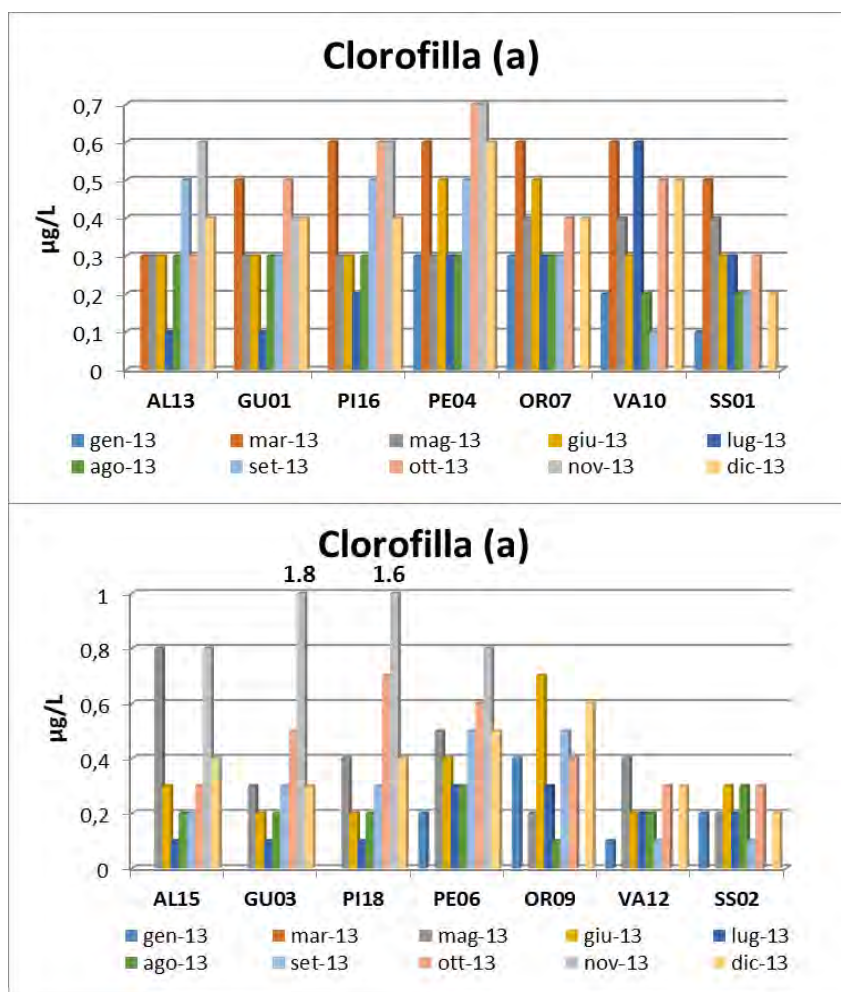 Clorofilla (a)
0,7
0,6
0,5
0,4
0,3
0,2
0,1
0
µg/L
AL13 GU01 PI16 PE04 OR07 VA10 SS01
gen-13 mar-13 mag-13 giu-13 lug-13
ago-13 set-13 ott-13 nov-13 dic-13
Clorofilla (a)
1.8 1.6
1
0,8
0,6
0,4
0,2
0
µg/L
AL15 GU03 PI18 PE06 OR09 VA12 SS02
gen-13 mar-13 mag-13 giu-13 lug-13
ago-13 set-13 ott-13 nov-13 dic-13